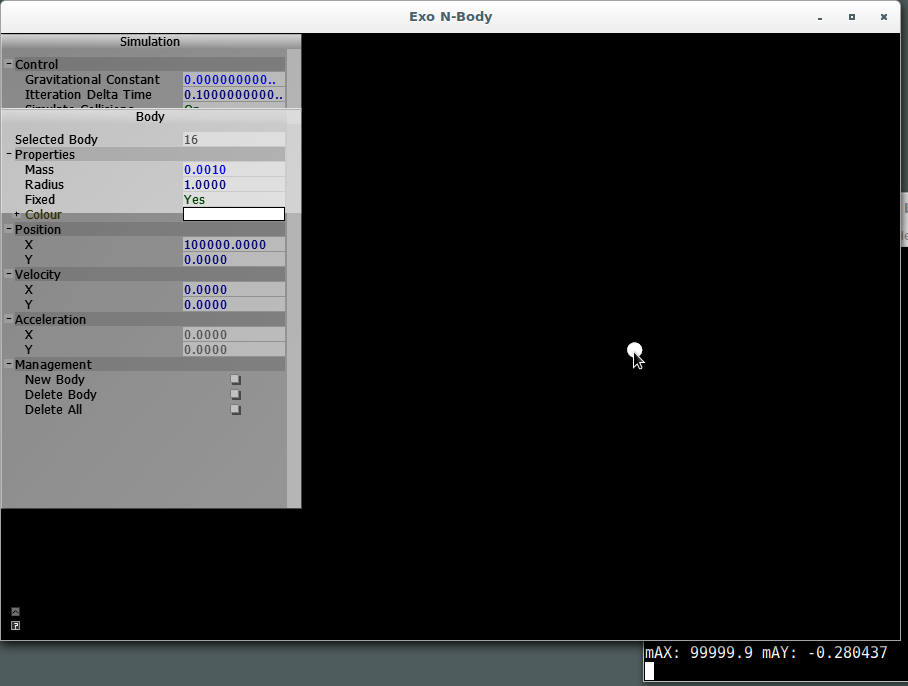 Exo N-Body
Simulation
Control
Gravitational Constant 0.000000000..
Itteration Delta Time 0.1000000000..
Simulate Collisions On
Body
Selected Body 16
Properties
Mass 0.0010
Radius 1.0000
Fixed Yes
Colour
Position
X 100000.0000
Y 0.0000
Velocity
X 0.0000
Y 0.0000
Acceleration
X 0.0000
Y 0.0000
Management
New Body
Delete Body
Delete All
?
mAX: 99999.9 mAY: -0.280437